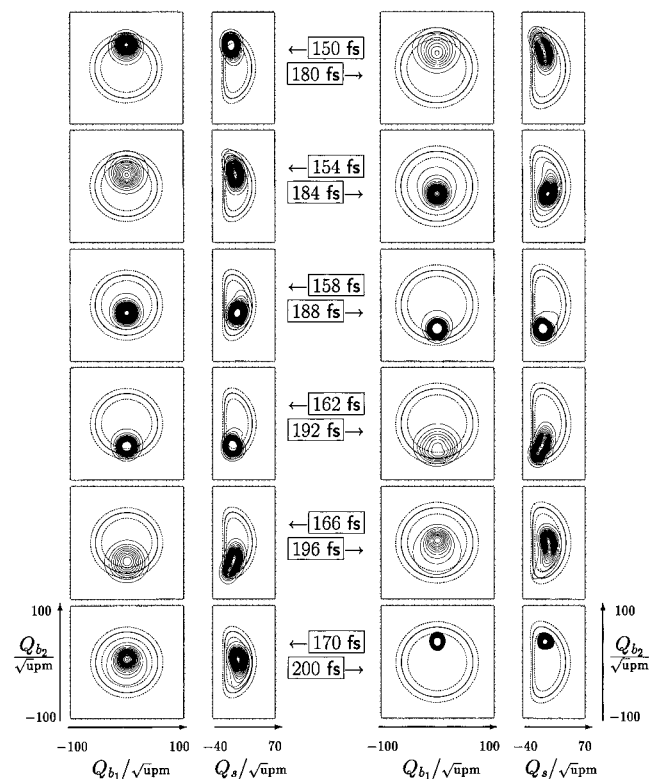 ←150 fs
180 fs→
←154 fs
184 fs→
←158 fs
188 fs→
←162 fs
192 fs→
←166 fs
196 fs→
←170 fs
200 fs→
100
Q_{b_2}
√upm
−100
100
Q_{b_2}
√upm
−100
−100 100 −40 70 −100 100 −40 70
Q_{b_1}/√upm Q_s/√upm Q_{b_1}/√upm Q_s/√upm